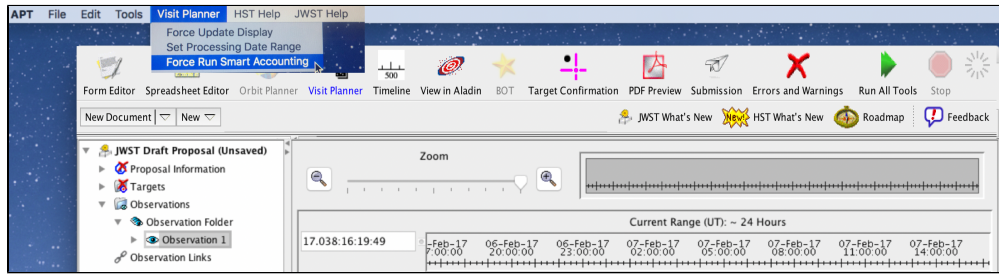 APT File Edit Tools Visit Planner HST Help JWST Help
Force Update Display
Set Processing Date Range
Force Run Smart Accounting
500
Form Editor Spreadsheet Editor Orbit Planner Visit Planner Timeline View in Aladin BOT Target Confirmation PDF Preview Submission Errors and Warnings Run All Tools Stop
New Document New JWST What's New New! HST What's New Roadmap Feedback
JWST Draft Proposal (Unsaved)
Zoom
Proposal Information
Targets
Observations
Observation Folder
Current Range (UT): ~ 24 Hours
Observation 1
17.038:16:19:49
-Feb-17 06-Feb-17 06-Feb-17 07-Feb-17 07-Feb-17 07-Feb-17 07-Feb-17 07-Feb-17
7:00:00 20:00:00 23:00:00 02:00:00 05:00:00 08:00:00 11:00:00 14:00:00
Observation Links